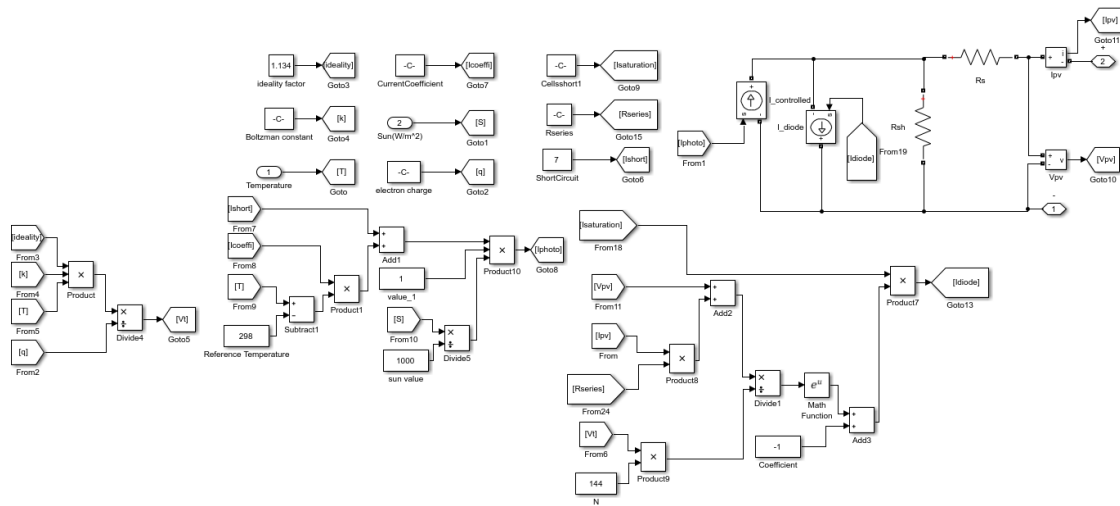 1.134
[ideality]
ideality factor
Goto3
-C-
[Icoeffi]
CurrentCoefficient
Goto7
-C-
[Isaturation]
Cellsshort1
Goto9
-C-
[k]
Boltzman constant
Goto4
2
[S]
Sun(W/m^2)
Goto1
-C-
[Rseries]
Rseries
Goto15
1
[T]
Temperature
Goto
-C-
[q]
electron charge
Goto2
7
[Ishort]
ShortCircuit
Goto6
[Iphoto]
From1
I_controlled
I_diode
[Idiode]
From19
Rsh
Rs
+
i
-
Ipv
[Ipv]
Goto11
+
2
+
v
-
Vpv
[Vpv]
Goto10
-
1
[ideality]
From3
[k]
From4
[T]
From5
[q]
From2
×
Product
×
÷
Divide4
[Vt]
Goto5
[Ishort]
From7
[Icoeffi]
From8
[T]
From9
298
Reference Temperature
+
−
Subtract1
×
Product1
+
+
Add1
1
value_1
[S]
From10
1000
sun value
×
÷
Divide5
×
Product10
[Iphoto]
Goto8
[Isaturation]
From18
[Vpv]
From11
[Ipv]
From
[Rseries]
From24
×
Product8
+
+
Add2
[Vt]
From6
144
N
×
Product9
×
÷
Divide1
e^u
Math
Function
-1
Coefficient
+
+
Add3
×
Product7
[Idiode]
Goto13